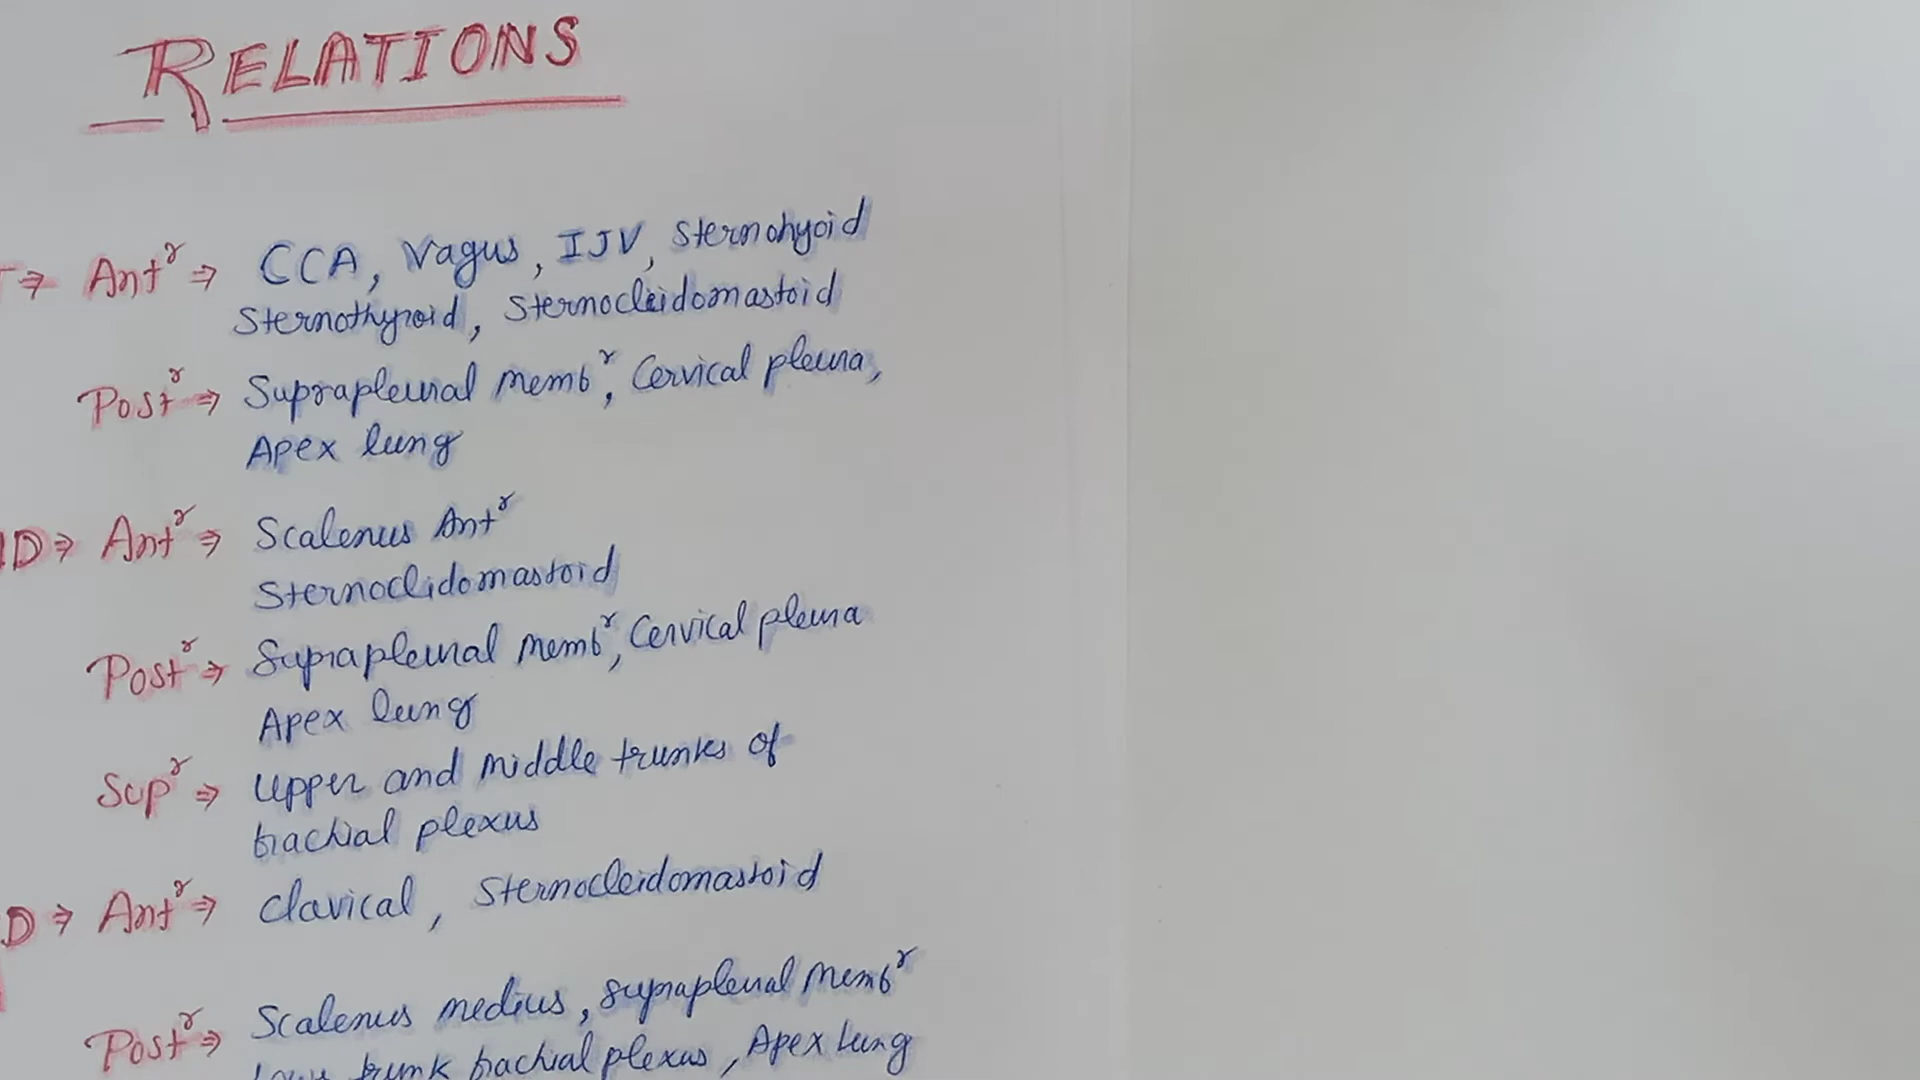 RELATIONS
⇒ Antʳ ⇒ CCA, Vagus, IJV, Sternohyoid
Sternothyroid, Sternocleidomastoid
Postʳ ⇒ Suprapleural membʳ, Cervical pleura,
Apex lung
D ⇒ Antʳ ⇒ Scalenus Antʳ
Sternoclidomastoid
Postʳ ⇒ Suprapleural membʳ, Cervical pleura
Apex lung
Supʳ ⇒ Upper and middle trunks of
brachial plexus
D ⇒ Antʳ ⇒ Clavical, Sternocleidomastoid
Postʳ ⇒ Scalenus medius, Suprapleural membʳ
trunk brachial plexus, Apex lung